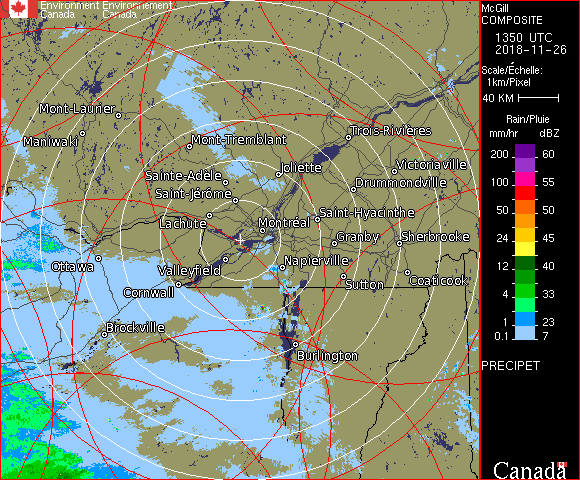 Environment Environnement
Canada Canada
McGill
COMPOSITE
1350 UTC
2018-11-26
Scale/Échelle:
1km/Pixel
40 KM
Rain/Pluie
mm/hr dBZ
200 60
100 55
50 50
24 45
12 40
4 33
1 23
0.1 7
PRECIPET
Canada
Mont-Laurier
Maniwaki
Mont-Tremblant
Trois-Rivières
Sainte-Adèle
Joliette
Victoriaville
Saint-Jérôme
Drummondville
Lachute
Montréal
Saint-Hyacinthe
Granby
Sherbrooke
Ottawa
Valleyfield
Napierville
Cornwall
Sutton
Coaticook
Brockville
Burlington